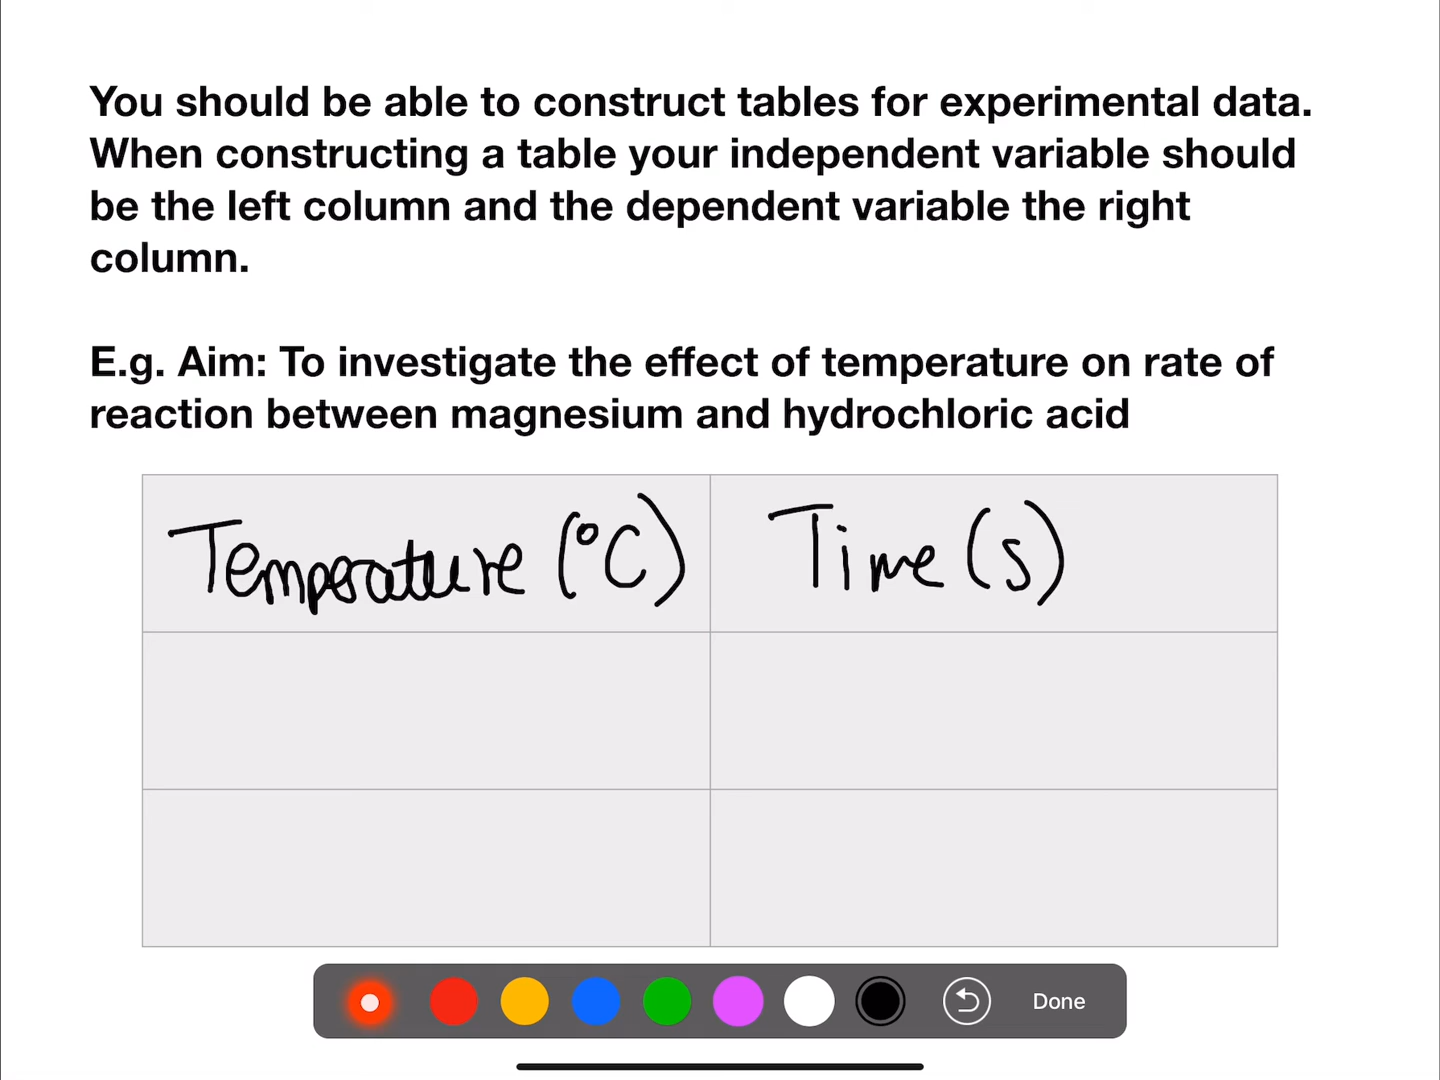 You should be able to construct tables for experimental data.
When constructing a table your independent variable should
be the left column and the dependent variable the right
column.
E.g. Aim: To investigate the effect of temperature on rate of
reaction between magnesium and hydrochloric acid
Temperature (°C) Time (s)
Done